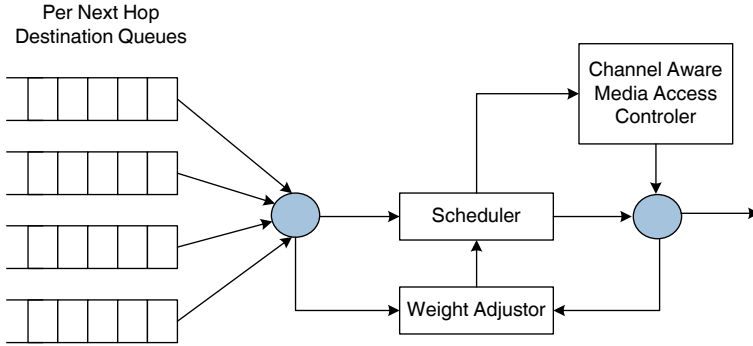 Per Next Hop
Destination Queues
Channel Aware
Media Access
Controler
Scheduler
Weight Adjustor